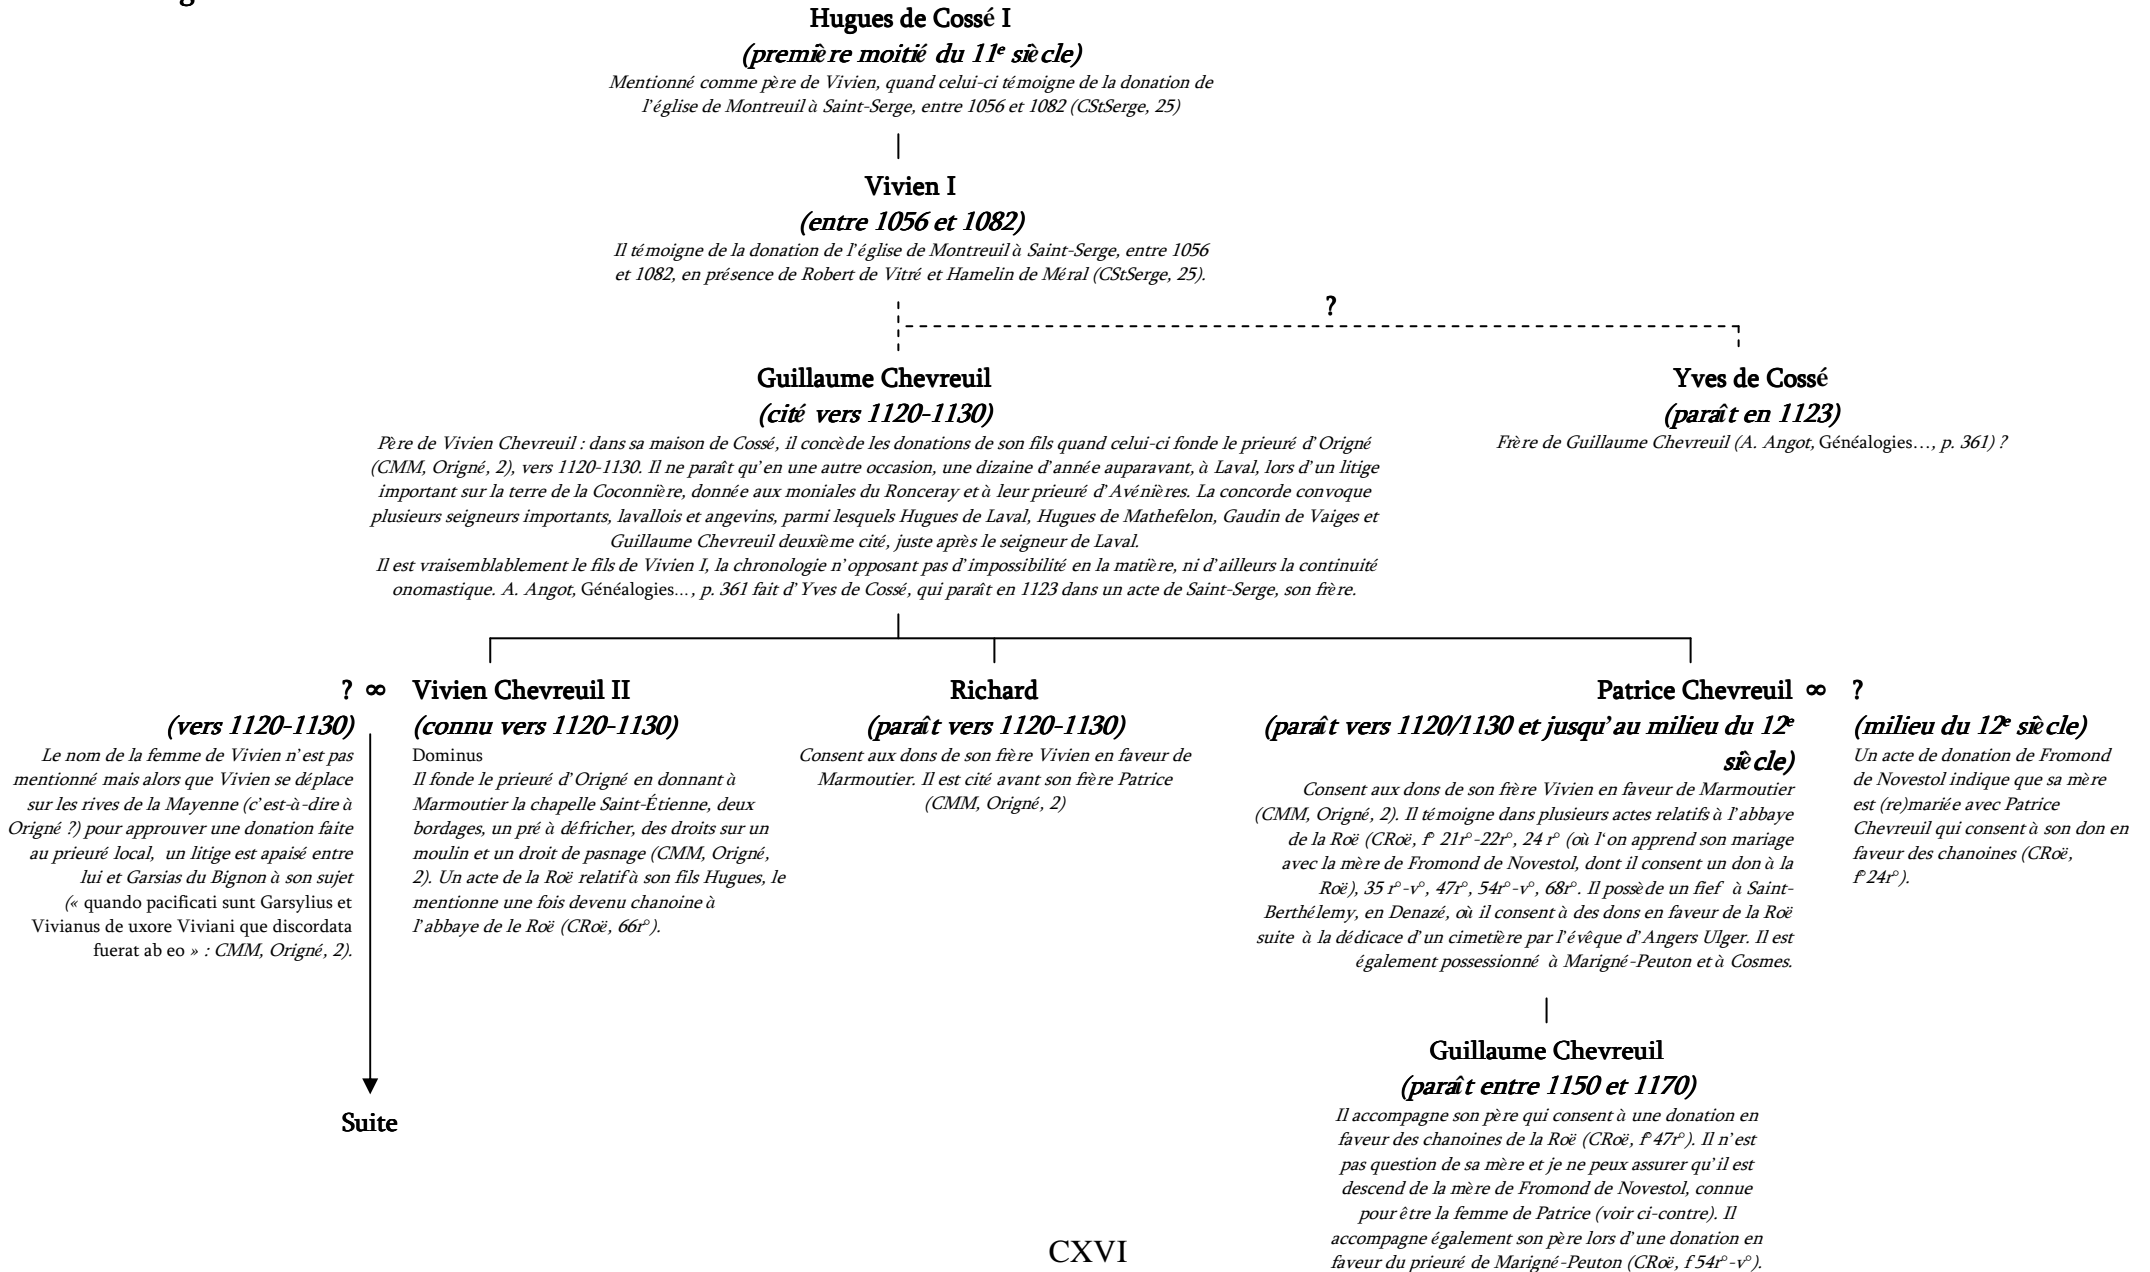 Hugues de Cossé I
(première moitié du 11e siècle)
Mentionné comme père de Vivien, quand celui-ci témoigne de la donation de
l'église de Montreuil à Saint-Serge, entre 1056 et 1082 (CStSerge, 25)
Vivien I
(entre 1056 et 1082)
Il témoigne de la donation de l'église de Montreuil à Saint-Serge, entre 1056
et 1082, en présence de Robert de Vitré et Hamelin de Méral (CStSerge, 25).
?
Guillaume Chevreuil
(cité vers 1120-1130)
Père de Vivien Chevreuil : dans sa maison de Cossé, il concède les donations de son fils quand celui-ci fonde le prieuré d'Origné
(CMM, Origné, 2), vers 1120-1130. Il ne paraît qu'en une autre occasion, une dizaine d'année auparavant, à Laval, lors d'un litige
important sur la terre de la Coconnière, donnée aux moniales du Ronceray et à leur prieuré d'Avénières. La concorde convoque
plusieurs seigneurs importants, lavallois et angevins, parmi lesquels Hugues de Laval, Hugues de Mathefelon, Gaudin de Vaiges et
Guillaume Chevreuil deuxième cité, juste après le seigneur de Laval.
Il est vraisemblablement le fils de Vivien I, la chronologie n'opposant pas d'impossibilité en la matière, ni d'ailleurs la continuité
onomastique. A. Angot, Généalogies..., p. 361 fait d'Yves de Cossé, qui paraît en 1123 dans un acte de Saint-Serge, son frère.
Yves de Cossé
(paraît en 1123)
Frère de Guillaume Chevreuil (A. Angot, Généalogies..., p. 361) ?
? ∞
(vers 1120-1130)
Le nom de la femme de Vivien n'est pas
mentionné mais alors que Vivien se déplace
sur les rives de la Mayenne (c'est-à-dire à
Origné ?) pour approuver une donation faite
au prieuré local, un litige est apaisé entre
lui et Garsias du Bignon à son sujet
(« quando pacificati sunt Garsylius et
Vivianus de uxore Viviani que discordata
fuerat ab eo » : CMM, Origné, 2).
Suite
Vivien Chevreuil II
(connu vers 1120-1130)
Dominus
Il fonde le prieuré d'Origné en donnant à
Marmoutier la chapelle Saint-Étienne, deux
bordages, un pré à défricher, des droits sur un
moulin et un droit de pasnage (CMM, Origné,
2). Un acte de la Roë relatif à son fils Hugues, le
mentionne une fois devenu chanoine à
l'abbaye de le Roë (CRoë, 66r°).
Richard
(paraît vers 1120-1130)
Consent aux dons de son frère Vivien en faveur de
Marmoutier. Il est cité avant son frère Patrice
(CMM, Origné, 2)
Patrice Chevreuil ∞
(paraît vers 1120/1130 et jusqu'au milieu du 12e
siècle)
Consent aux dons de son frère Vivien en faveur de Marmoutier
(CMM, Origné, 2). Il témoigne dans plusieurs actes relatifs à l'abbaye
de la Roë (CRoë, f° 21r°-22r°, 24 r° (où l'on apprend son mariage
avec la mère de Fromond de Novestol, dont il consent un don à la
Roë), 35 r°-v°, 47r°, 54r°-v°, 68r°. Il possède un fief à Saint-
Berthélemy, en Denazé, où il consent à des dons en faveur de la Roë
suite à la dédicace d'un cimetière par l'évêque d'Angers Ulger. Il est
également possessionné à Marigné-Peuton et à Cosmes.
?
(milieu du 12e siècle)
Un acte de donation de Fromond
de Novestol indique que sa mère
est (re)mariée avec Patrice
Chevreuil qui consent à son don en
faveur des chanoines (CRoë,
f°24r°).
Guillaume Chevreuil
(paraît entre 1150 et 1170)
Il accompagne son père qui consent à une donation en
faveur des chanoines de la Roë (CRoë, f°47r°). Il n'est
pas question de sa mère et je ne peux assurer qu'il est
descend de la mère de Fromond de Novestol, connue
pour être la femme de Patrice (voir ci-contre). Il
accompagne également son père lors d'une donation en
faveur du prieuré de Marigné-Peuton (CRoë, f 54r°-v°).
CXVI